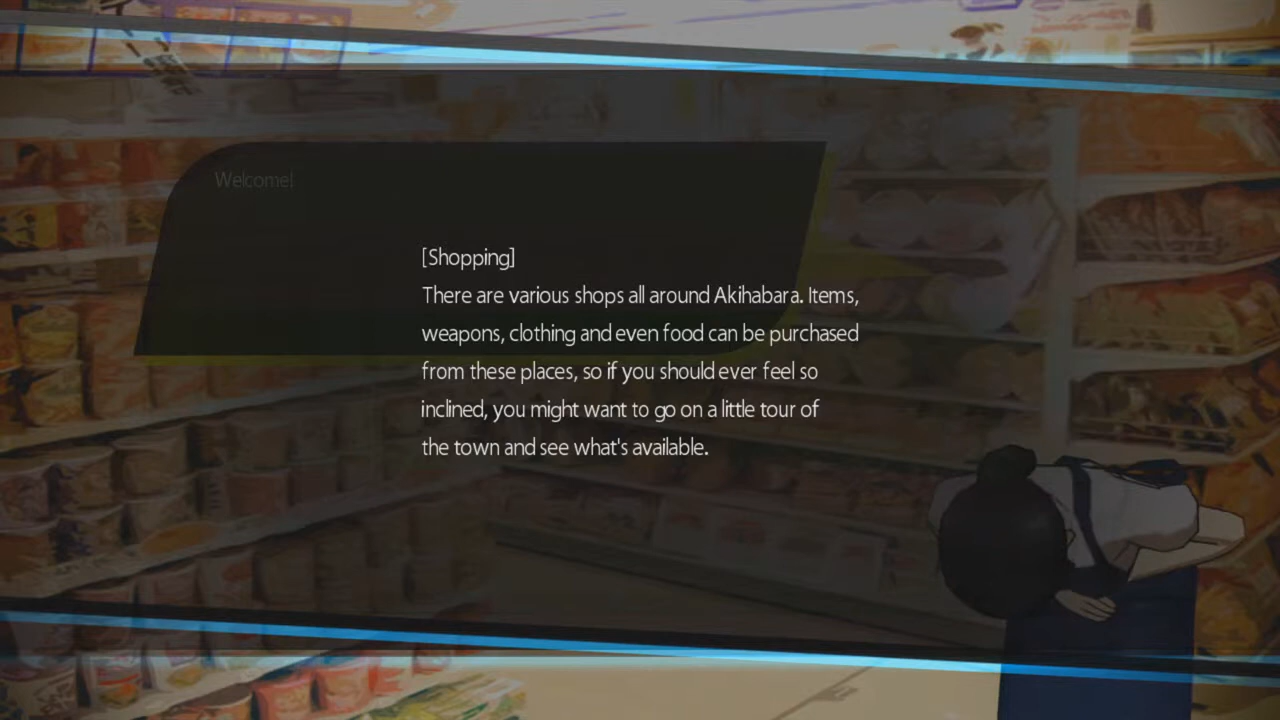 Welcome!
[Shopping]
There are various shops all around Akihabara. Items,
weapons, clothing and even food can be purchased
from these places, so if you should ever feel so
inclined, you might want to go on a little tour of
the town and see what's available.